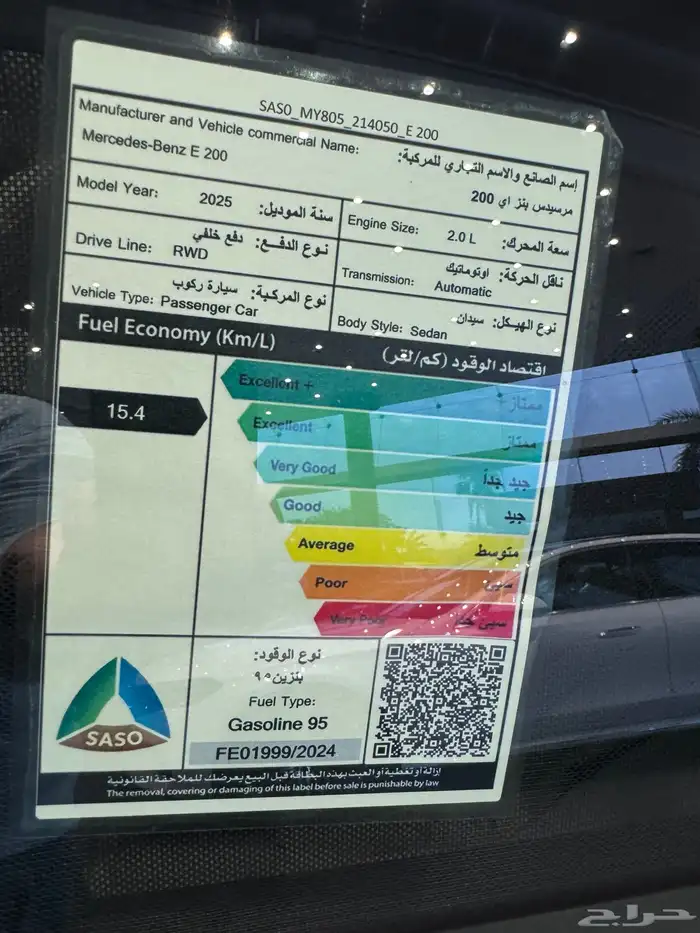 SASO_MY805_214050_E 200
Manufacturer and Vehicle commercial Name:
إسم الصانع والاسم التجاري للمركبة:
Mercedes-Benz E 200
مرسيدس بنز اي 200
Model Year: 2025 سنة الموديل:
Engine Size: 2.0 L سعة المحرك:
Drive Line: RWD نوع الدفع: دفع خلفي
Transmission: Automatic ناقل الحركة: اوتوماتيك
Vehicle Type: Passenger Car نوع المركبة: سيارة ركوب
Body Style: Sedan نوع الهيكل: سيدان
Fuel Economy (Km/L) اقتصاد الوقود (كم/لتر)
15.4
Excellent + ممتاز+
Excellent ممتاز
Very Good جيد جداً
Good جيد
Average متوسط
Poor سيئ
Very Poor سيئ جداً
نوع الوقود:
بنزين ٩٥
Fuel Type:
Gasoline 95
FE01999/2024
SASO
إزالة أو تغطية أو العبث بهذه البطاقة قبل البيع يعرضك للملاحقة القانونية
The removal, covering or damaging of this label before sale is punishable by law
حراج